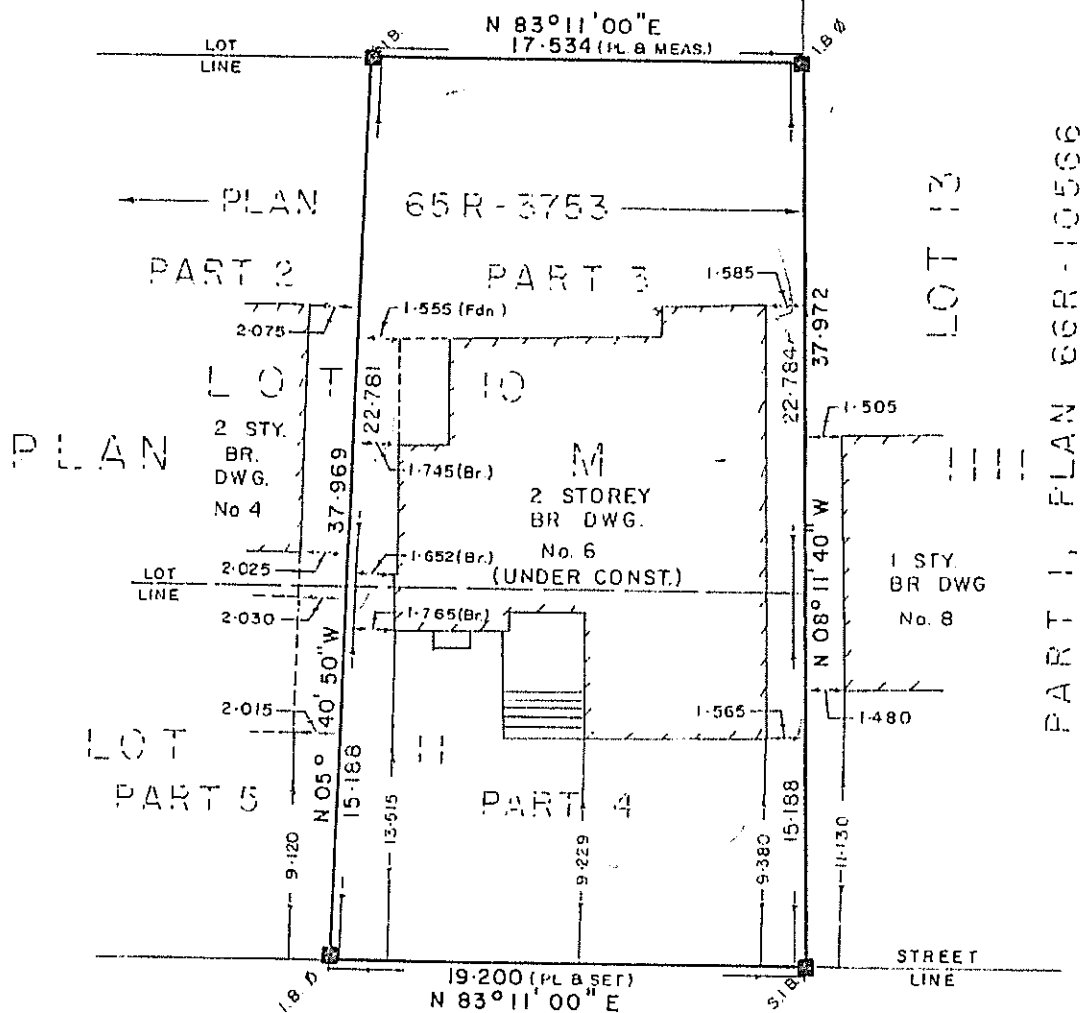 N 83°11'00"E
17·534 (PL. & MEAS.)
I.B.
I.B. Ø
LOT
LINE
PLAN 65R-3753
PART 2
PART 3
1·585
2·075
1·555 (Fdn)
LOT 10
LOT 13
37·972
22·784
22·781
37·969
1·505
PLAN M 1111
2 STY.
BR.
DWG.
No 4
1·745 (Br.)
2 STOREY
BR DWG.
No. 6
(UNDER CONST.)
1·652 (Br.)
2·025
LOT
LINE
2·030
1·765 (Br.)
N 08°11'40"W
1 STY.
BR DWG
No. 8
PART 1, PLAN 66R-10566
N 05° 40' 50"W
2·015
1·565
1·480
LOT 11
PART 5
PART 4
15·188
15·188
9·120
13·515
9·229
9·380
11·130
STREET
LINE
I.B. Ø
19·200 (PL & SET)
N 83°11'00"E
S.I.B.